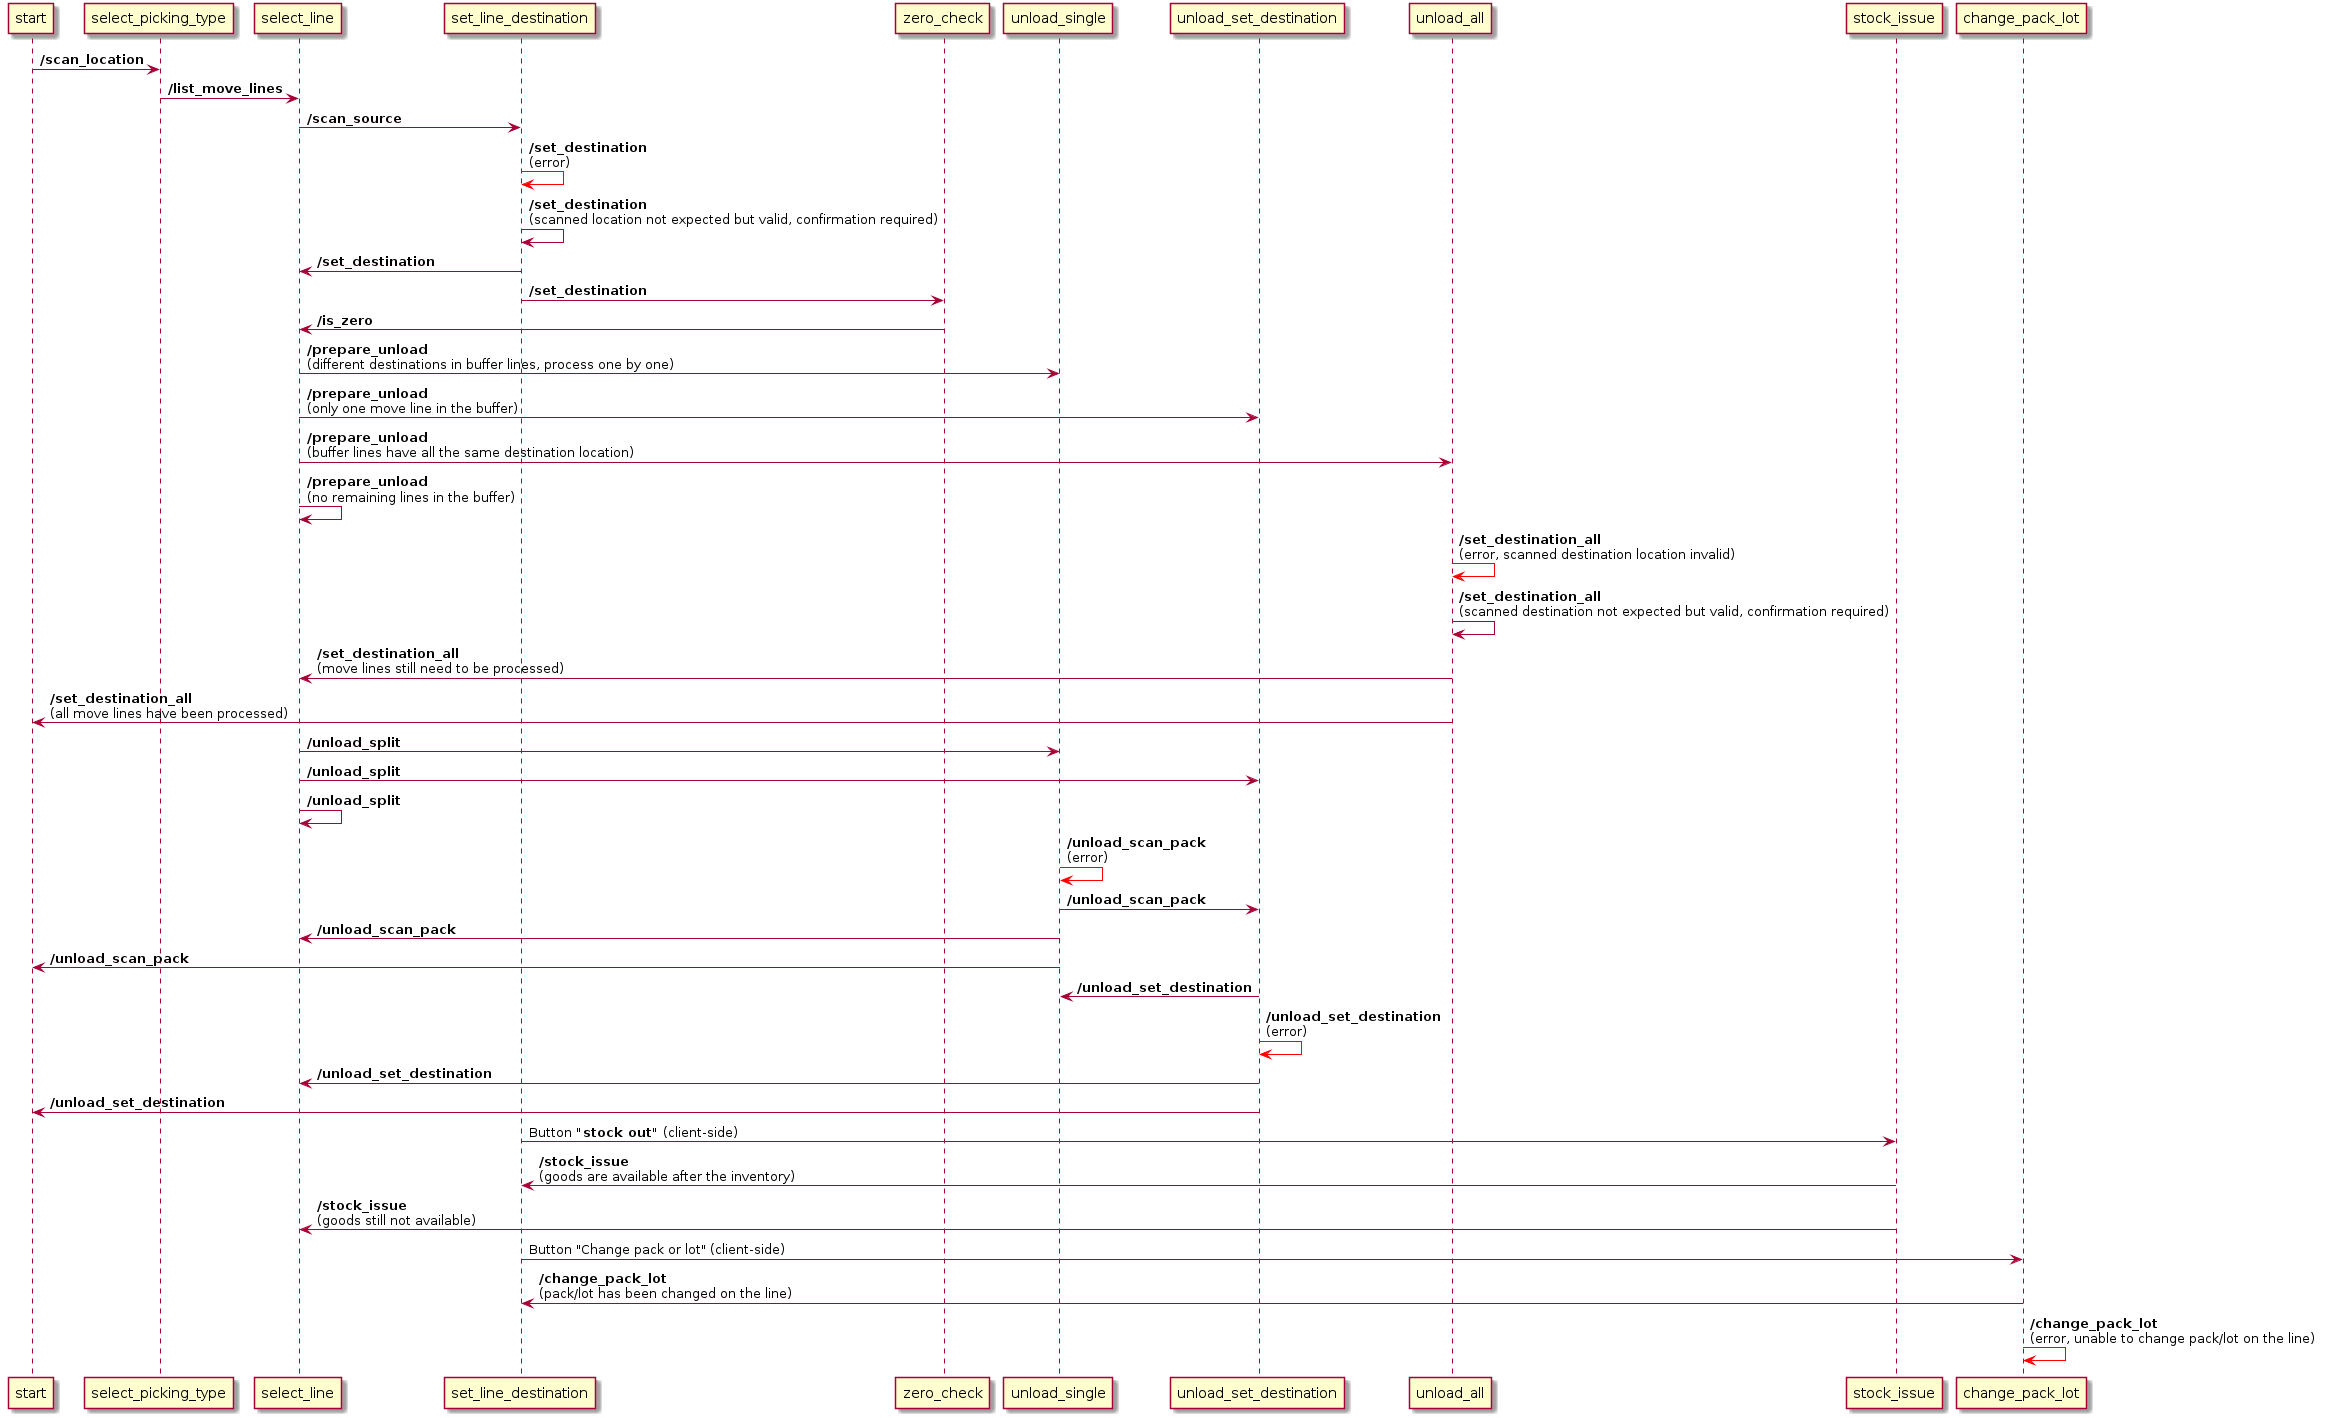 start select_picking_type select_line set_line_destination zero_check unload_single unload_set_destination unload_all stock_issue change_pack_lot
/scan_location
/list_move_lines
/scan_source
/set_destination
(error)
/set_destination
(scanned location not expected but valid, confirmation required)
/set_destination
/set_destination
/is_zero
/prepare_unload
(different destinations in buffer lines, process one by one)
/prepare_unload
(only one move line in the buffer)
/prepare_unload
(buffer lines have all the same destination location)
/prepare_unload
(no remaining lines in the buffer)
/set_destination_all
(error, scanned destination location invalid)
/set_destination_all
(scanned destination not expected but valid, confirmation required)
/set_destination_all
(move lines still need to be processed)
/set_destination_all
(all move lines have been processed)
/unload_split
/unload_split
/unload_split
/unload_scan_pack
(error)
/unload_scan_pack
/unload_scan_pack
/unload_scan_pack
/unload_set_destination
/unload_set_destination
(error)
/unload_set_destination
/unload_set_destination
Button "stock out" (client-side)
/stock_issue
(goods are available after the inventory)
/stock_issue
(goods still not available)
Button "Change pack or lot" (client-side)
/change_pack_lot
(pack/lot has been changed on the line)
/change_pack_lot
(error, unable to change pack/lot on the line)
start select_picking_type select_line set_line_destination zero_check unload_single unload_set_destination unload_all stock_issue change_pack_lot